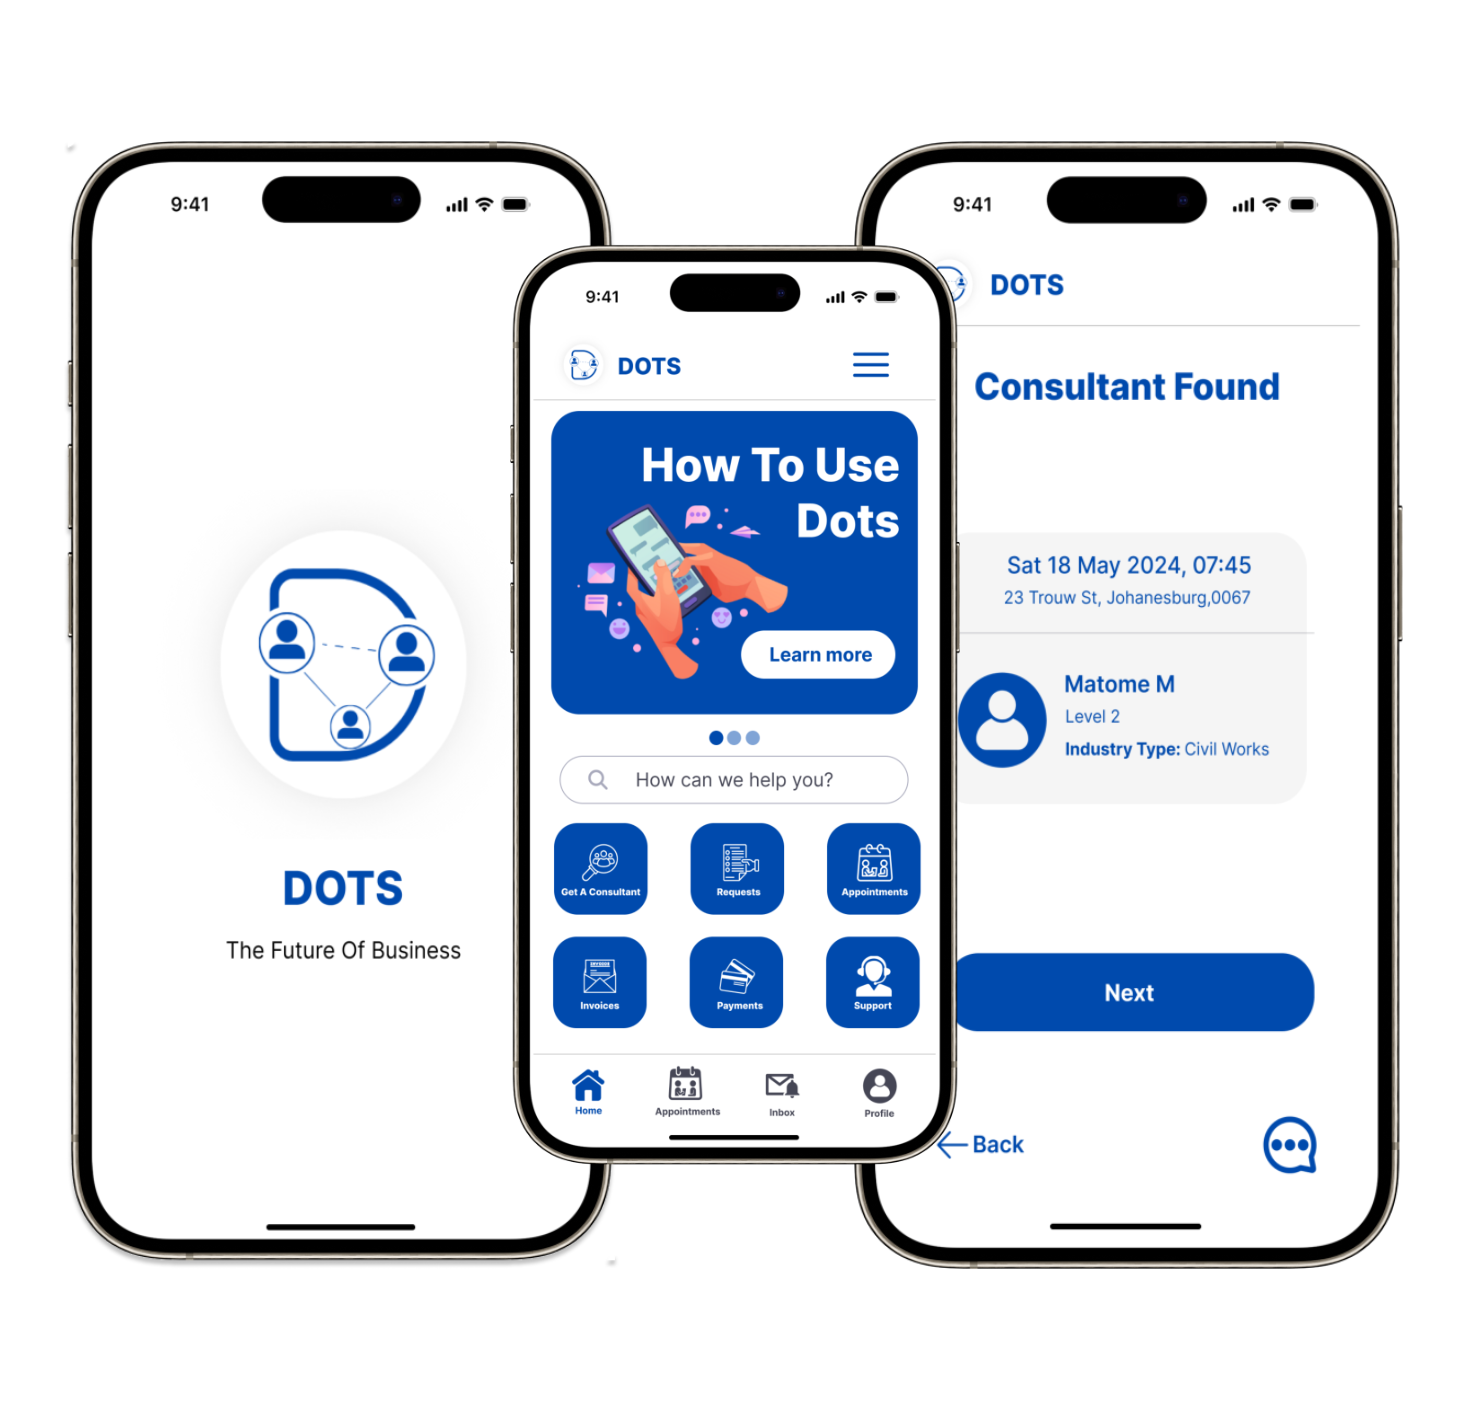 9:41
DOTS
The Future Of Business
9:41
DOTS
How To Use
Dots
Learn more
How can we help you?
Get A Consultant
Requests
Appointments
INVOICE
Invoices
Payments
Support
Home
Appointments
Inbox
Profile
9:41
DOTS
Consultant Found
Sat 18 May 2024, 07:45
23 Trouw St, Johanesburg,0067
Matome M
Level 2
Industry Type: Civil Works
Next
Back